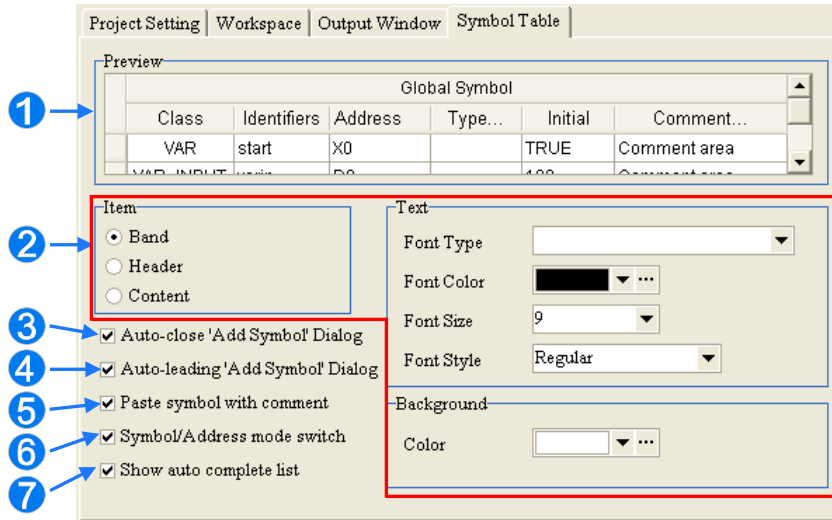 Project Setting Workspace Output Window Symbol Table
Preview
Global Symbol
Class Identifiers Address Type... Initial Comment...
VAR start X0 TRUE Comment area
1
Item
Band
Header
Content
2
Text
Font Type
Font Color
Font Size 9
Font Style Regular
Background
Color
3 Auto-close 'Add Symbol' Dialog
4 Auto-leading 'Add Symbol' Dialog
5 Paste symbol with comment
6 Symbol/Address mode switch
7 Show auto complete list